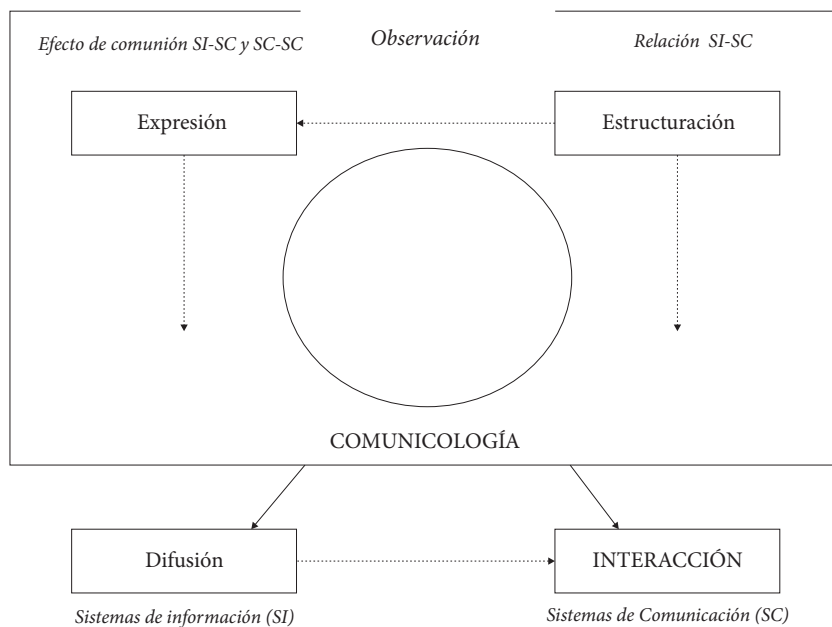 Efecto de comunión SI-SC y SC-SC
Observación
Relación SI-SC
Expresión
Estructuración
COMUNICOLOGÍA
Difusión
INTERACCIÓN
Sistemas de información (SI)
Sistemas de Comunicación (SC)